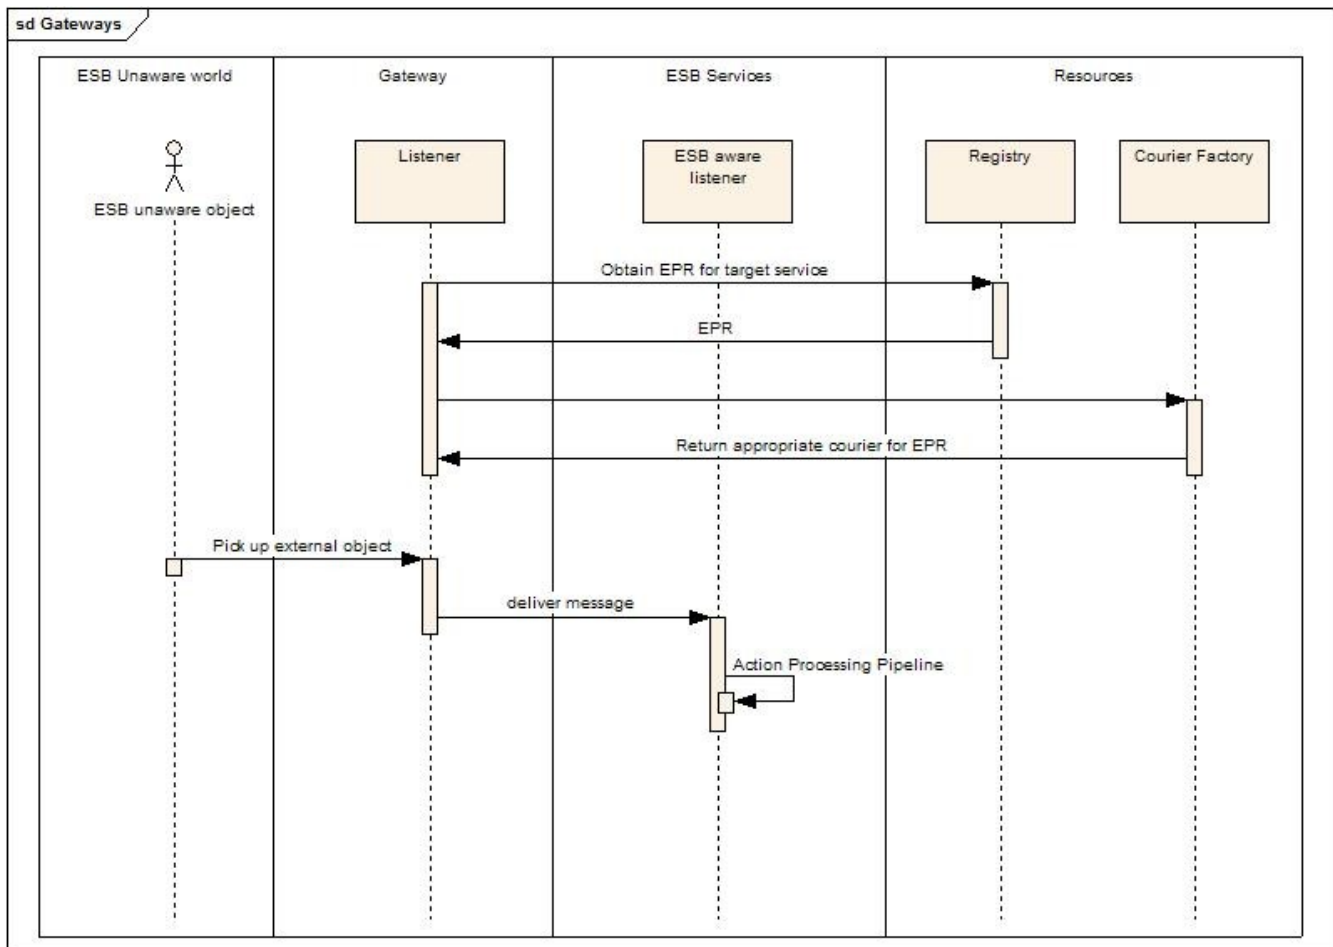 sd Gateways
ESB Unaware world
Gateway
ESB Services
Resources
ESB unaware object
Listener
ESB aware
listener
Registry
Courier Factory
Obtain EPR for target service
EPR
Return appropriate courier for EPR
Pick up external object
deliver message
Action Processing Pipeline